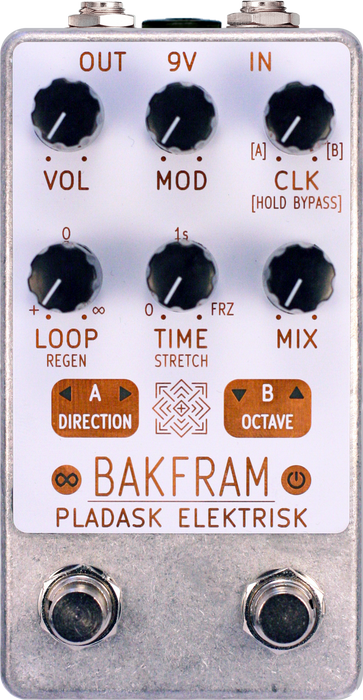 OUT 9V IN
[A] [B]
VOL MOD CLK
[HOLD BYPASS]
0 1s
+ ∞ 0 FRZ
LOOP TIME MIX
REGEN STRETCH
A B
DIRECTION OCTAVE
∞ BAKFRAM
PLADASK ELEKTRISK